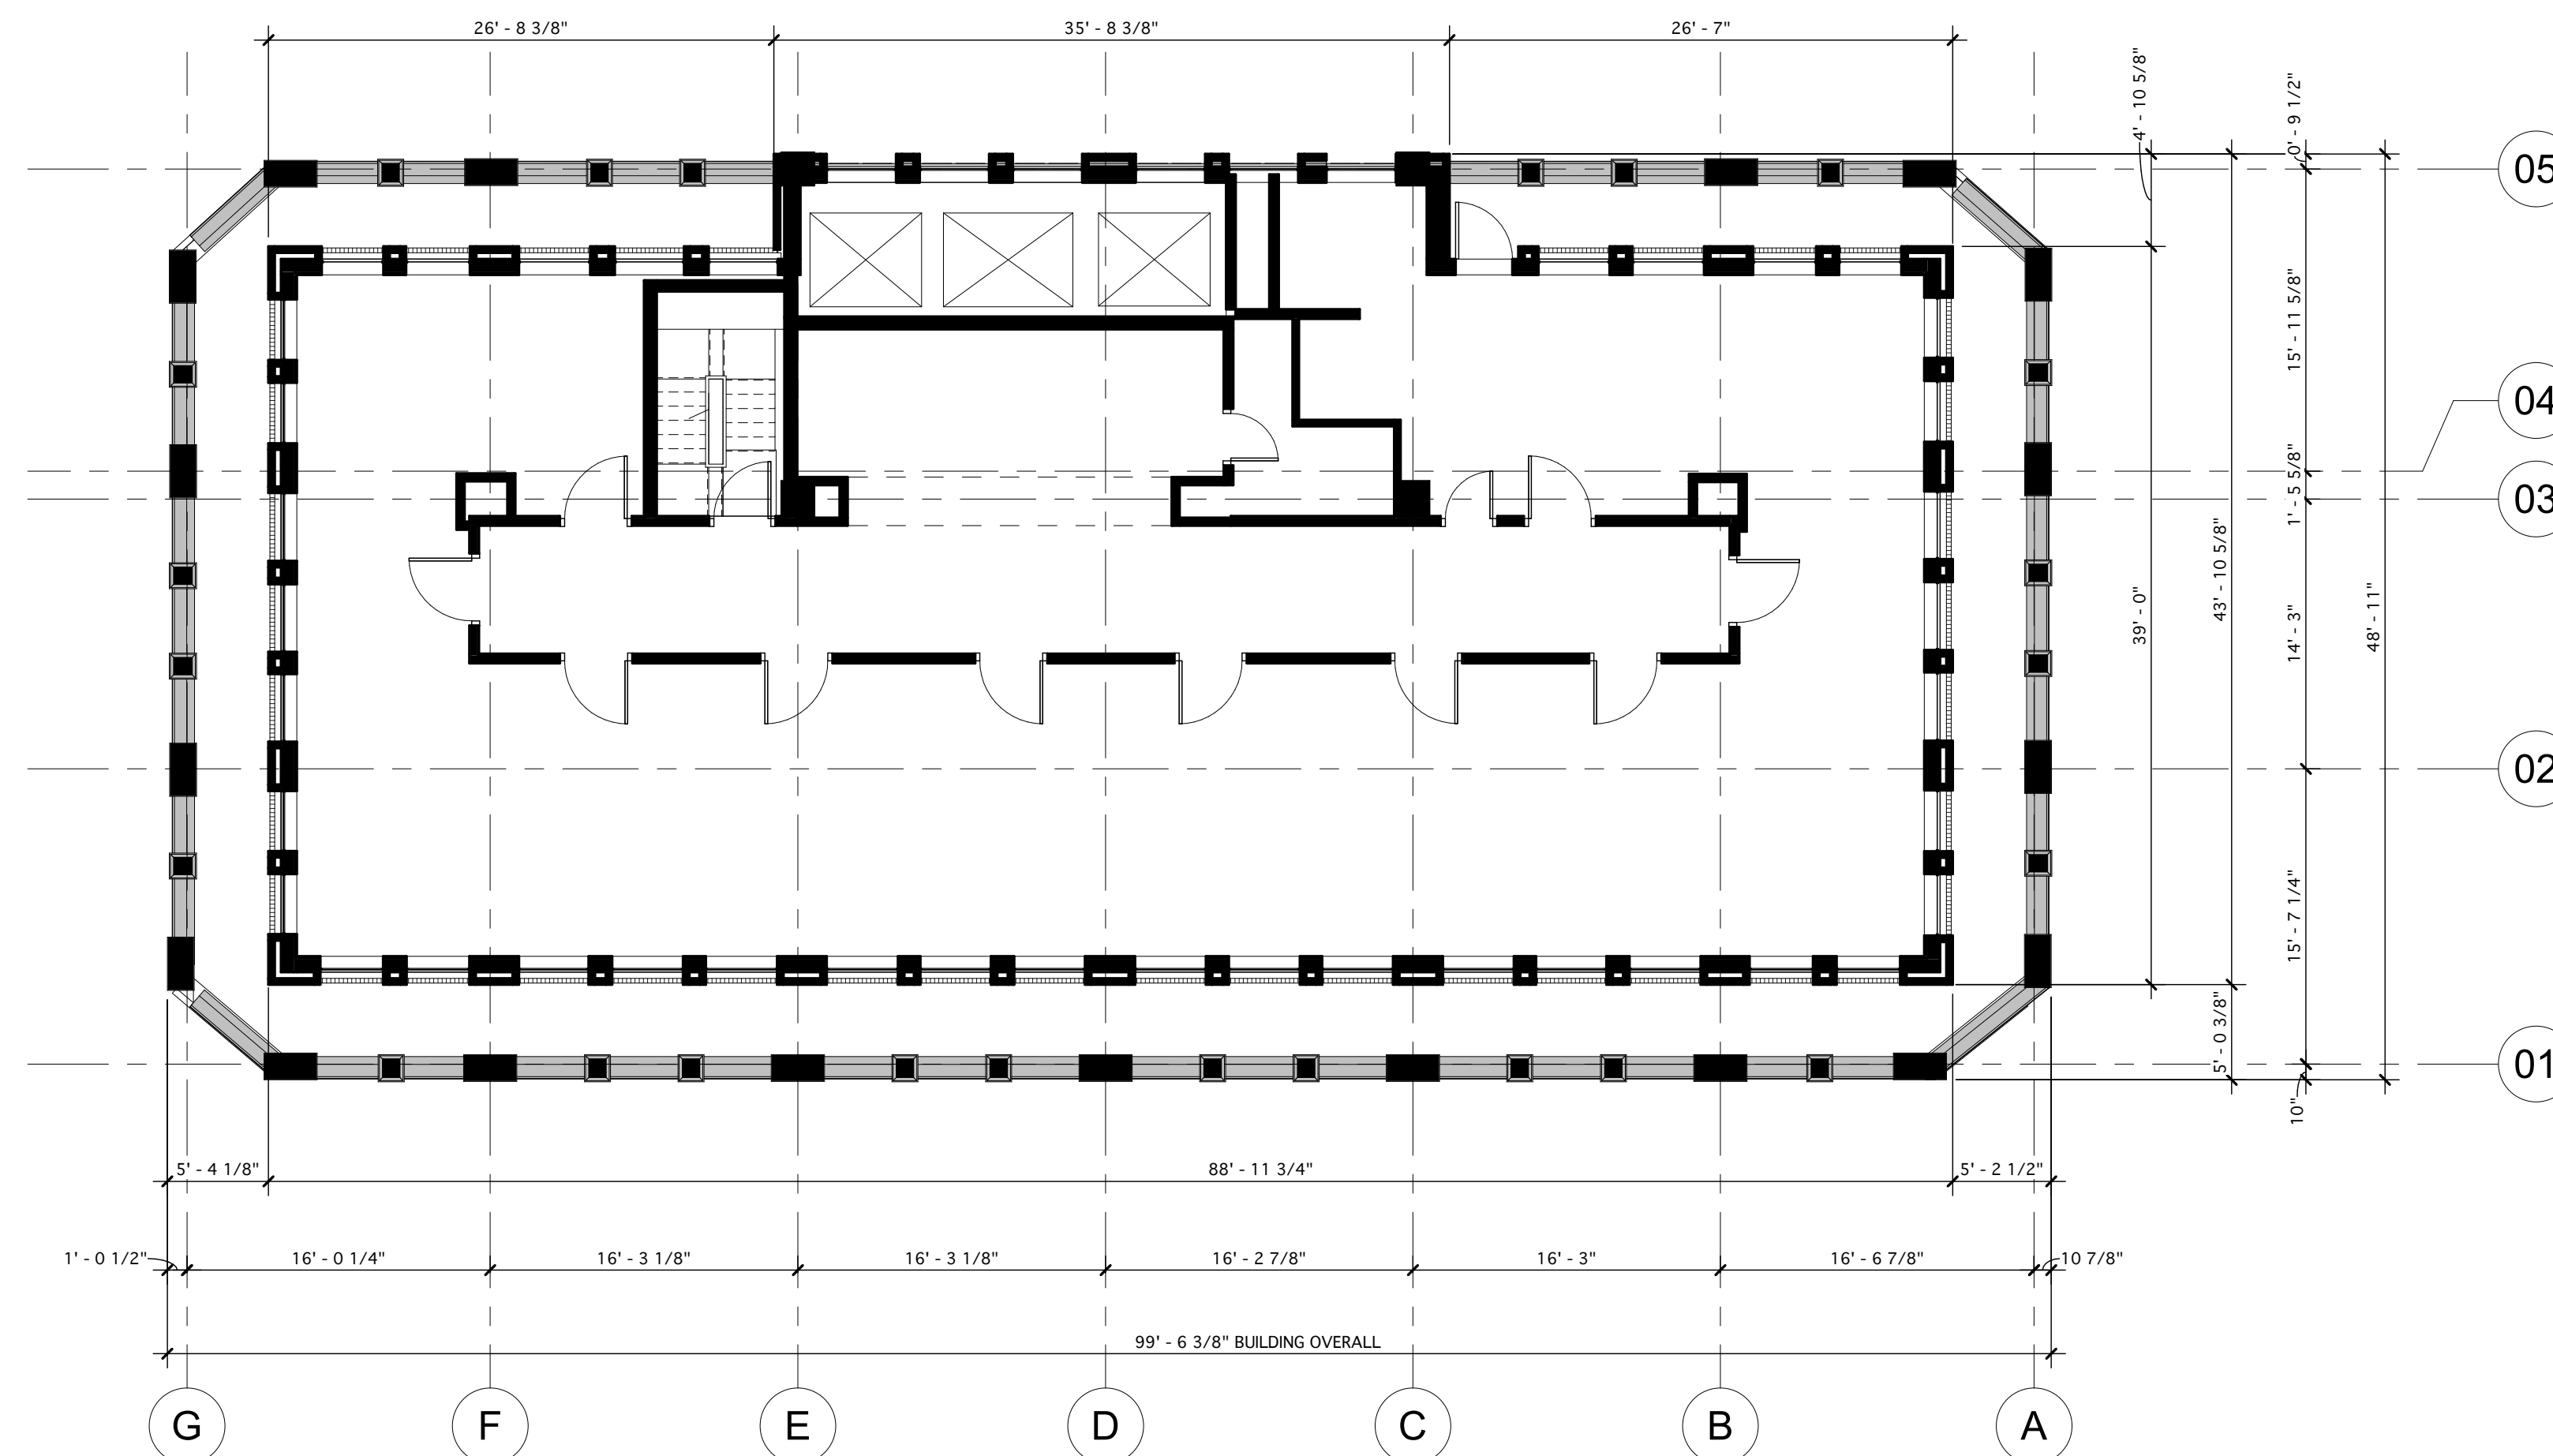 26' - 8 3/8"
35' - 8 3/8"
26' - 7"
4' - 10 5/8"
0' - 9 1/2"
05
15' - 11 5/8"
04
1' - 5 5/8"
03
43' - 10 5/8"
39' - 0"
14' - 3"
48' - 11"
02
15' - 7 1/4"
5' - 0 3/8"
01
10"
5' - 4 1/8"
88' - 11 3/4"
5' - 2 1/2"
1' - 0 1/2"
16' - 0 1/4"
16' - 3 1/8"
16' - 3 1/8"
16' - 2 7/8"
16' - 3"
16' - 6 7/8"
10 7/8"
99' - 6 3/8" BUILDING OVERALL
G
F
E
D
C
B
A